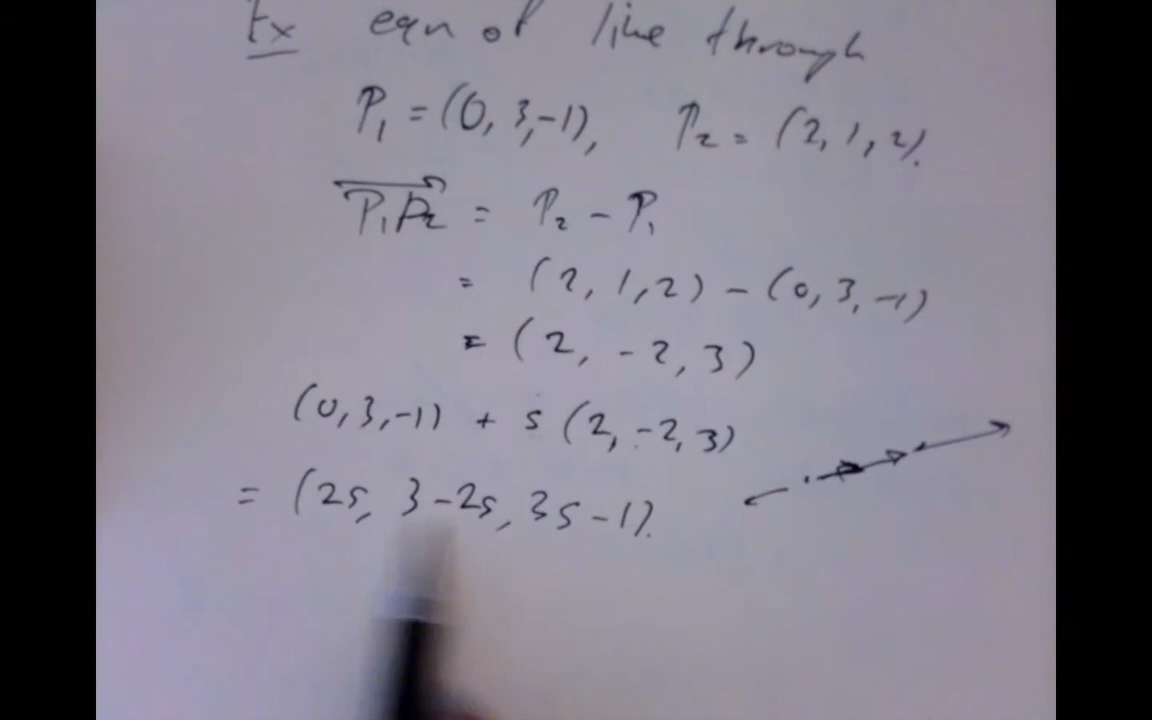 Ex eqn of line through
P₁ = (0, 3, -1), P₂ = (2, 1, 2).
P₁P₂ = P₂ - P₁
= (2, 1, 2) - (0, 3, -1)
= (2, -2, 3)
(0, 3, -1) + s (2, -2, 3)
= (2s, 3 - 2s, 3s - 1).